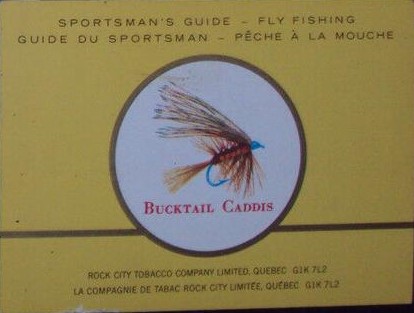 SPORTSMAN'S GUIDE – FLY FISHING
GUIDE DU SPORTSMAN – PÊCHE À LA MOUCHE
BUCKTAIL CADDIS
ROCK CITY TOBACCO COMPANY LIMITED, QUEBEC G1K 7L2
LA COMPAGNIE DE TABAC ROCK CITY LIMITÉE, QUÉBEC G1K 7L2